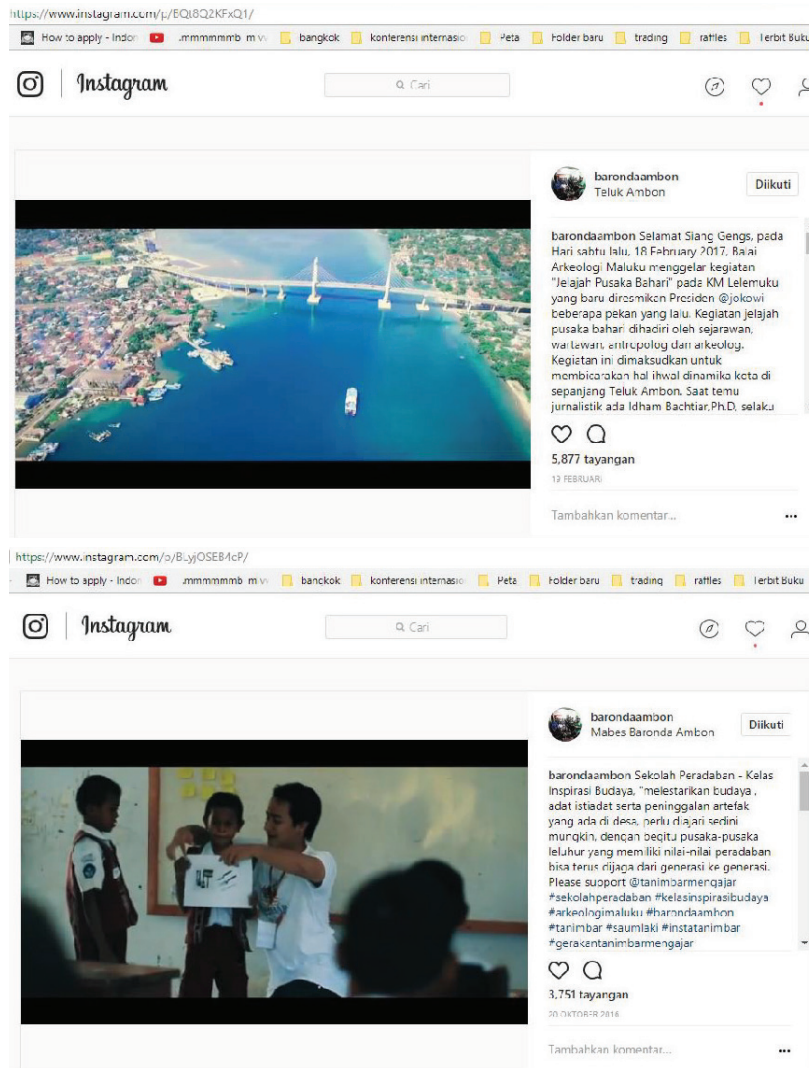 https://www.instagram.com/p/BQt8Q2KFxQ1/
How to apply - Indon bangkok konferensi internasio Peta Folder baru trading raffles Terbit Buku
Instagram
Cari
barondaambon
Teluk Ambon
Diikuti
barondaambon Selamat Siang Gengs, pada
Hari sabtu lalu, 18 February 2017, Balai
Arkeologi Maluku menggelar kegiatan
"Jelajah Pusaka Bahari" pada KM Lelemuku
yang baru diresmikan Presiden @jokowi
beberapa pekan yang lalu. Kegiatan jelajah
pusaka bahari dihadiri oleh sejarawan,
wartawan, antropolog dan arkeolog.
Kegiatan ini dimaksudkan untuk
membicarakan hal ihwal dinamika kota di
sepanjang Teluk Ambon. Saat temu
jurnalistik ada Idham Bachtiar,Ph.D, selaku
5,877 tayangan
19 FEBRUARI
Tambahkan komentar...
https://www.instagram.com/p/BLyjOSEB4cP/
How to apply - Indon bangkok konferensi internasio Peta Folder baru trading raffles Terbit Buku
Instagram
Cari
barondaambon
Mabes Baronda Ambon
Diikuti
barondaambon Sekolah Peradaban - Kelas
Inspirasi Budaya, "melestarikan budaya ,
adat istiadat serta peninggalan artefak
yang ada di desa, perlu diajari sedini
mungkin, dengan begitu pusaka-pusaka
leluhur yang memiliki nilai-nilai peradaban
bisa terus dijaga dari generasi ke generasi.
Please support @tanimbarmengajar
#sekolahperadaban #kelasinspirasibudaya
#arkeologimaluku #barondaambon
#tanimbar #saumlaki #instatanimbar
#gerakantanimbarmengajar
3,751 tayangan
20 OKTOBER 2016
Tambahkan komentar...